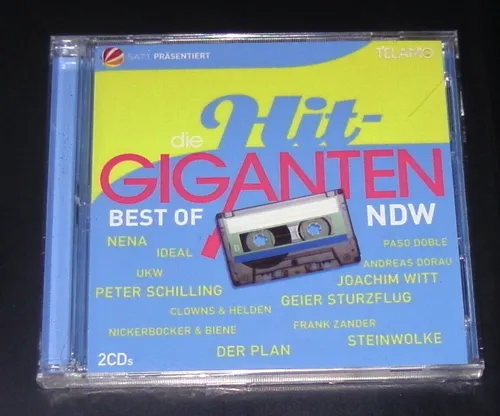 SAT.1 PRÄSENTIERT
TELAMO
die Hit-
GIGANTEN
BEST OF NDW
NENA
IDEAL
PASO DOBLE
UKW
ANDREAS DORAU
PETER SCHILLING
JOACHIM WITT
CLOWNS & HELDEN
GEIER STURZFLUG
NICKERBOCKER & BIENE
FRANK ZANDER
STEINWOLKE
2CDs
DER PLAN